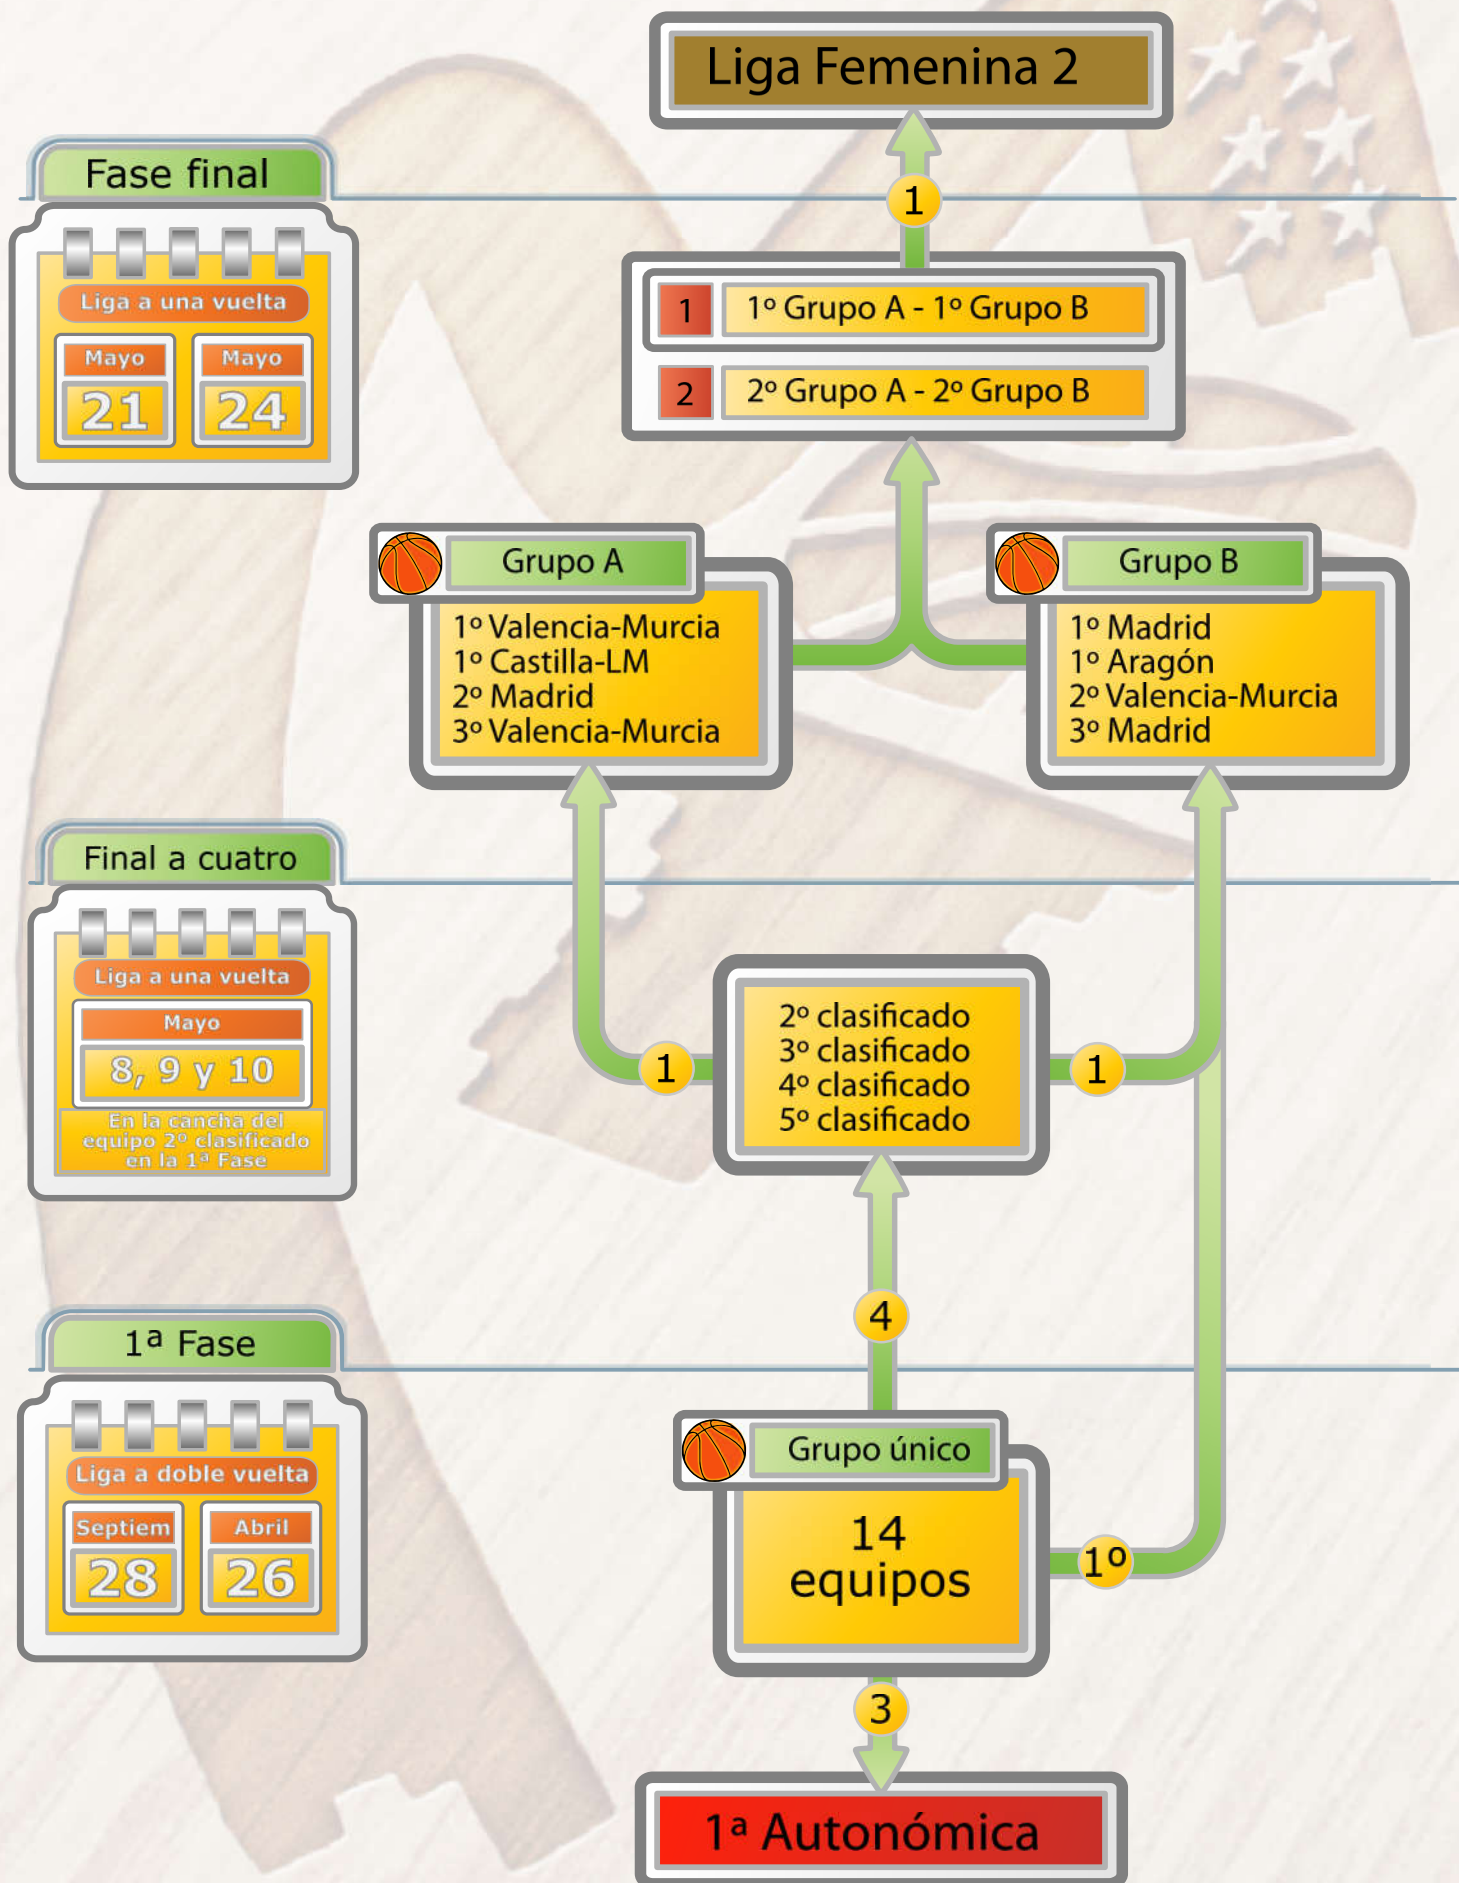 Liga Femenina 2
Fase final
1
Liga a una vuelta
Mayo
21
Mayo
24
1
1º Grupo A - 1º Grupo B
2
2º Grupo A - 2º Grupo B
Grupo A
1º Valencia-Murcia
1º Castilla-LM
2º Madrid
3º Valencia-Murcia
Grupo B
1º Madrid
1º Aragón
2º Valencia-Murcia
3º Madrid
Final a cuatro
Liga a una vuelta
Mayo
8, 9 y 10
En la cancha del
equipo 2º clasificado
en la 1ª Fase
2º clasificado
3º clasificado
4º clasificado
5º clasificado
1
1
4
1ª Fase
Liga a doble vuelta
Septiem
28
Abril
26
Grupo único
14
equipos
1º
3
1ª Autonómica